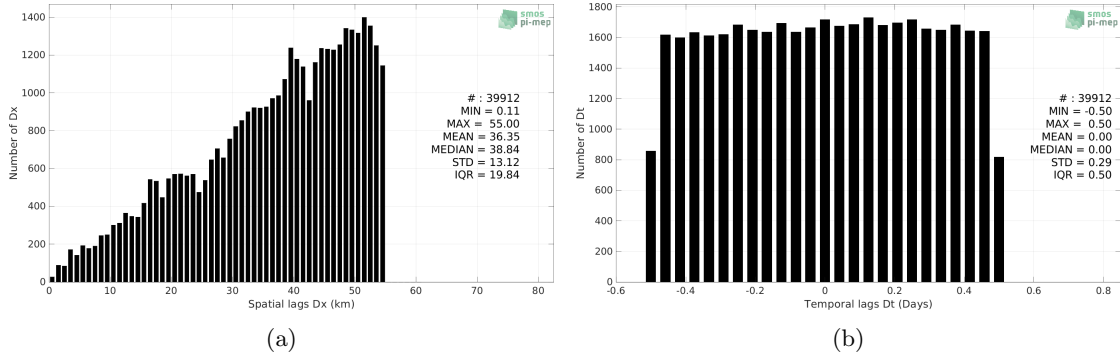 1400
1200
1000
800
600
400
200
0
0
10
20
30
40
50
60
70
80
Number of Dx
Spatial lags Dx (km)
smos
pi-mep
# : 39912
MIN = 0.11
MAX = 55.00
MEAN = 36.35
MEDIAN = 38.84
STD = 13.12
IQR = 19.84
(a)
1800
1600
1400
1200
1000
800
600
400
200
0
-0.6
-0.4
-0.2
0
0.2
0.4
0.6
0.8
Number of Dt
Temporal lags Dt (Days)
smos
pi-mep
# : 39912
MIN = -0.50
MAX = 0.50
MEAN = 0.00
MEDIAN = 0.00
STD = 0.29
IQR = 0.50
(b)